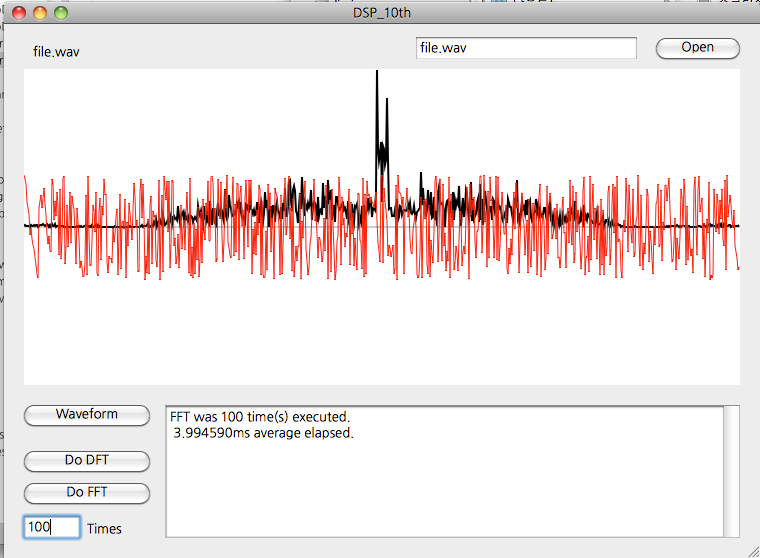 DSP_10th
file.wav
file.wav
Open
Waveform
FFT was 100 time(s) executed.
3.994590ms average elapsed.
Do DFT
Do FFT
100
Times